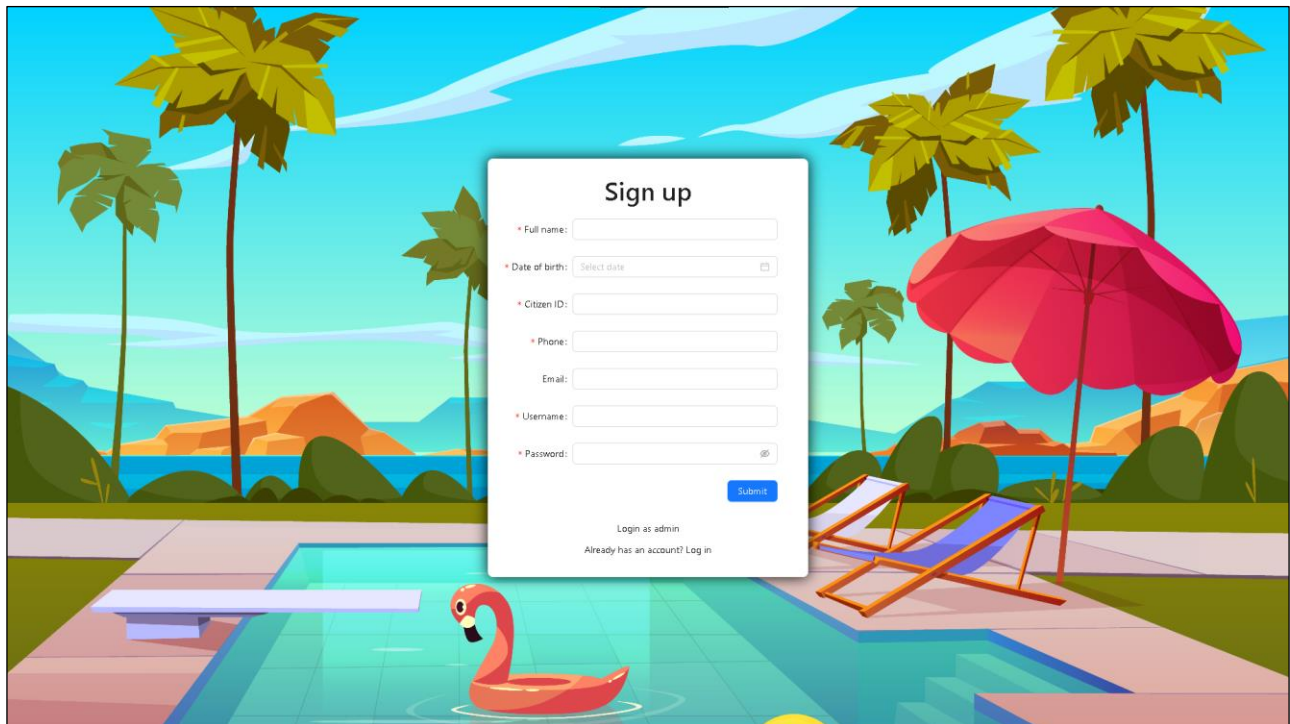 Sign up
* Full name:
* Date of birth: Select date
* Citizen ID:
* Phone:
Email:
* Username:
* Password:
Submit
Login as admin
Already has an account? Log in